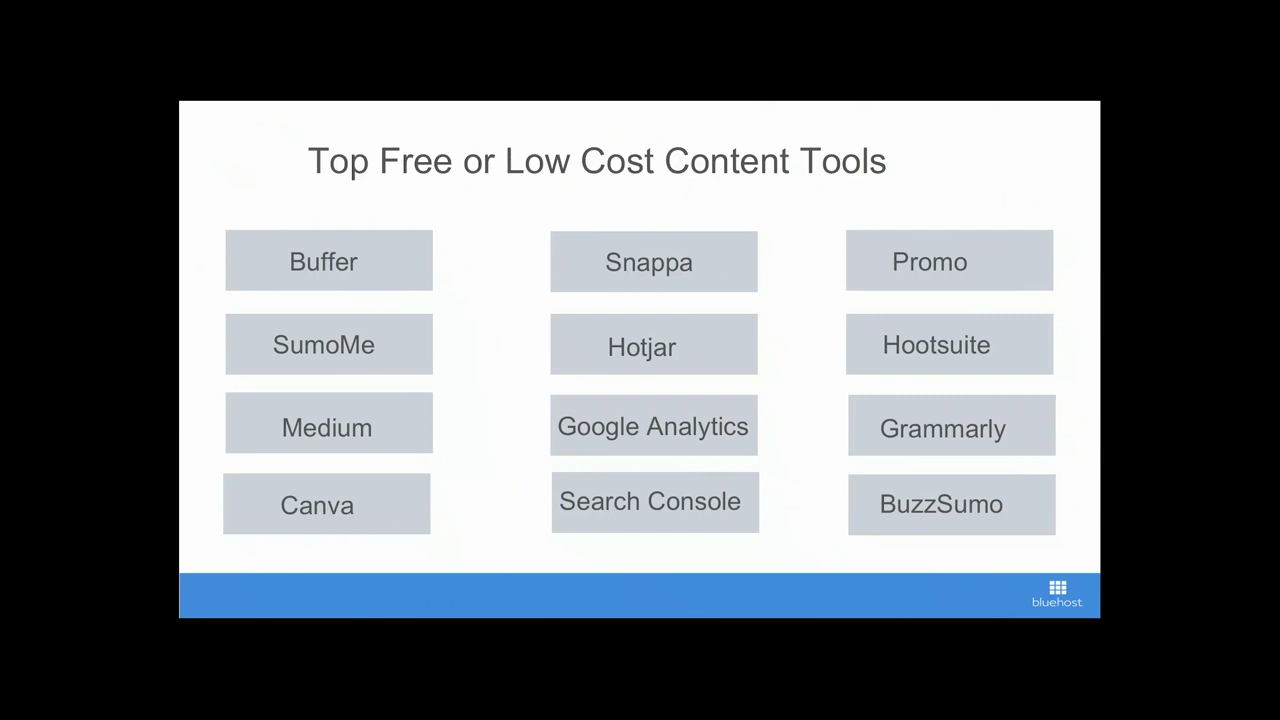 Top Free or Low Cost Content Tools
Buffer
Snappa
Promo
SumoMe
Hotjar
Hootsuite
Medium
Google Analytics
Grammarly
Canva
Search Console
BuzzSumo
bluehost